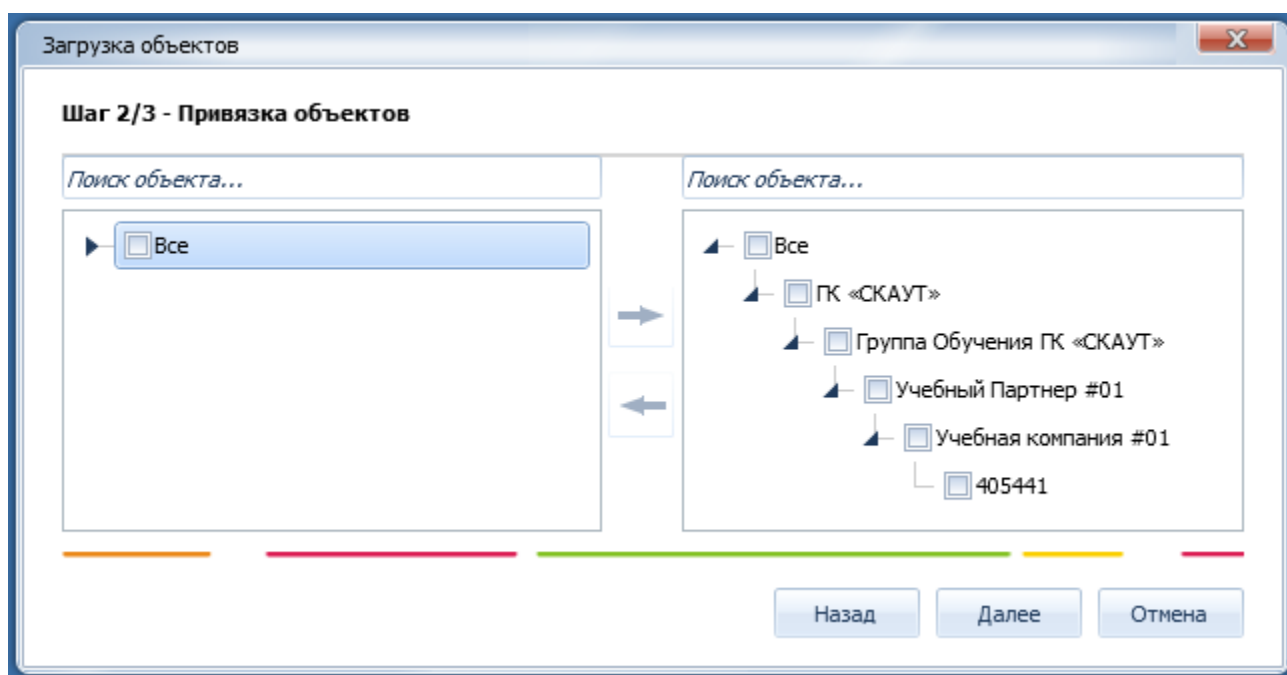 Загрузка объектов
Шаг 2/3 - Привязка объектов
Поиск объекта...
Все
Поиск объекта...
Все
ГК «СКАУТ»
Группа Обучения ГК «СКАУТ»
Учебный Партнер #01
Учебная компания #01
405441
Назад Далее Отмена